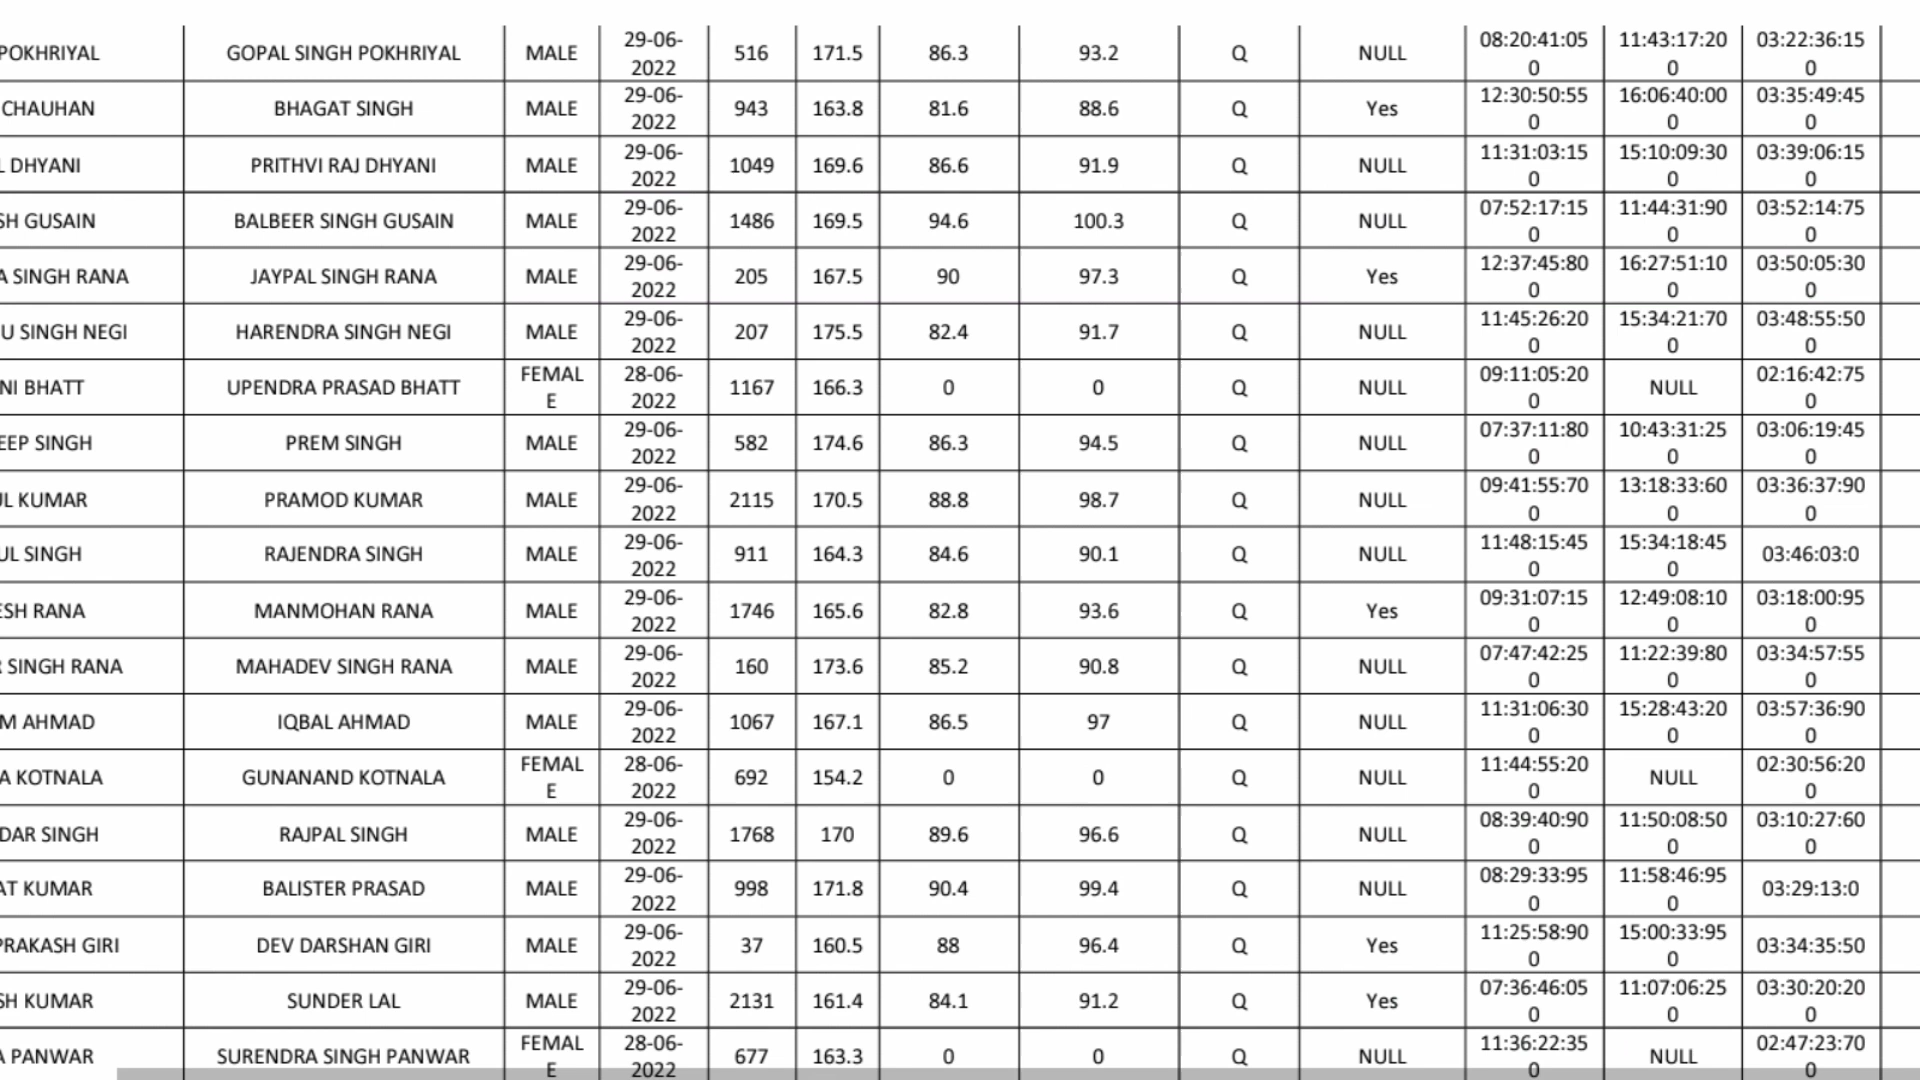 POKHRIYAL GOPAL SINGH POKHRIYAL MALE 29-06-2022 516 171.5 86.3 93.2 Q NULL 08:20:41:050 11:43:17:200 03:22:36:150
CHAUHAN BHAGAT SINGH MALE 29-06-2022 943 163.8 81.6 88.6 Q Yes 12:30:50:550 16:06:40:000 03:35:49:450
L DHYANI PRITHVI RAJ DHYANI MALE 29-06-2022 1049 169.6 86.6 91.9 Q NULL 11:31:03:150 15:10:09:300 03:39:06:150
SH GUSAIN BALBEER SINGH GUSAIN MALE 29-06-2022 1486 169.5 94.6 100.3 Q NULL 07:52:17:150 11:44:31:900 03:52:14:750
A SINGH RANA JAYPAL SINGH RANA MALE 29-06-2022 205 167.5 90 97.3 Q Yes 12:37:45:800 16:27:51:100 03:50:05:300
U SINGH NEGI HARENDRA SINGH NEGI MALE 29-06-2022 207 175.5 82.4 91.7 Q NULL 11:45:26:200 15:34:21:700 03:48:55:500
NI BHATT UPENDRA PRASAD BHATT FEMALE 28-06-2022 1167 166.3 0 0 Q NULL 09:11:05:200 NULL 02:16:42:750
EEP SINGH PREM SINGH MALE 29-06-2022 582 174.6 86.3 94.5 Q NULL 07:37:11:800 10:43:31:250 03:06:19:450
UL KUMAR PRAMOD KUMAR MALE 29-06-2022 2115 170.5 88.8 98.7 Q NULL 09:41:55:700 13:18:33:600 03:36:37:900
UL SINGH RAJENDRA SINGH MALE 29-06-2022 911 164.3 84.6 90.1 Q NULL 11:48:15:450 15:34:18:450 03:46:03:0
ESH RANA MANMOHAN RANA MALE 29-06-2022 1746 165.6 82.8 93.6 Q Yes 09:31:07:150 12:49:08:100 03:18:00:950
R SINGH RANA MAHADEV SINGH RANA MALE 29-06-2022 160 173.6 85.2 90.8 Q NULL 07:47:42:250 11:22:39:800 03:34:57:550
M AHMAD IQBAL AHMAD MALE 29-06-2022 1067 167.1 86.5 97 Q NULL 11:31:06:300 15:28:43:200 03:57:36:900
A KOTNALA GUNANAND KOTNALA FEMALE 28-06-2022 692 154.2 0 0 Q NULL 11:44:55:200 NULL 02:30:56:200
DAR SINGH RAJPAL SINGH MALE 29-06-2022 1768 170 89.6 96.6 Q NULL 08:39:40:900 11:50:08:500 03:10:27:600
AT KUMAR BALISTER PRASAD MALE 29-06-2022 998 171.8 90.4 99.4 Q NULL 08:29:33:950 11:58:46:950 03:29:13:0
PRAKASH GIRI DEV DARSHAN GIRI MALE 29-06-2022 37 160.5 88 96.4 Q Yes 11:25:58:900 15:00:33:950 03:34:35:50
SH KUMAR SUNDER LAL MALE 29-06-2022 2131 161.4 84.1 91.2 Q Yes 07:36:46:050 11:07:06:250 03:30:20:200
A PANWAR SURENDRA SINGH PANWAR FEMALE 28-06-2022 677 163.3 0 0 Q NULL 11:36:22:350 NULL 02:47:23:700